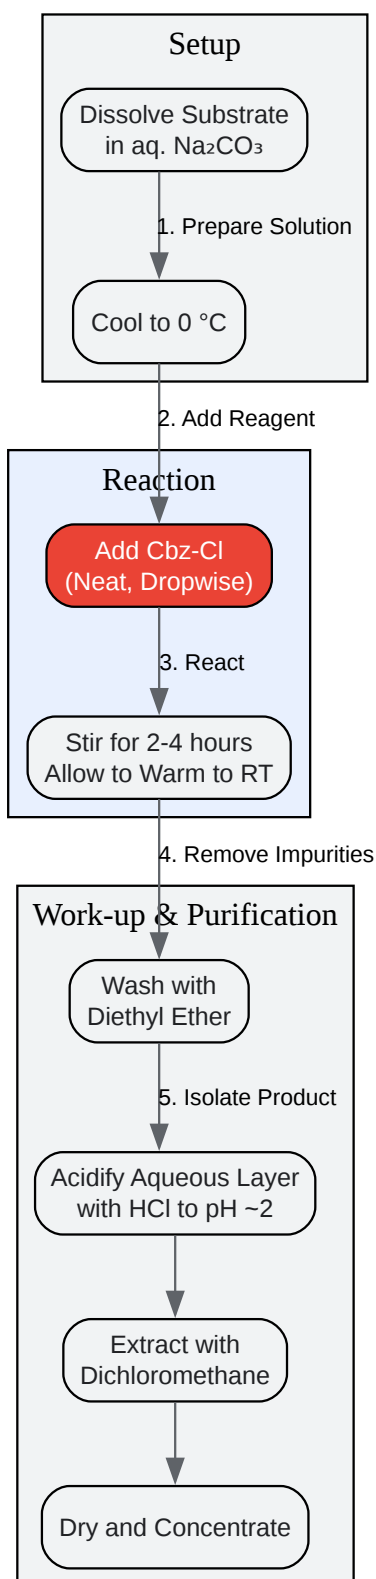 Setup
Dissolve Substrate
in aq. Na₂CO₃
1. Prepare Solution
Cool to 0 °C
2. Add Reagent
Reaction
Add Cbz-Cl
(Neat, Dropwise)
3. React
Stir for 2-4 hours
Allow to Warm to RT
4. Remove Impurities
Work-up & Purification
Wash with
Diethyl Ether
5. Isolate Product
Acidify Aqueous Layer
with HCl to pH ~2
Extract with
Dichloromethane
Dry and Concentrate